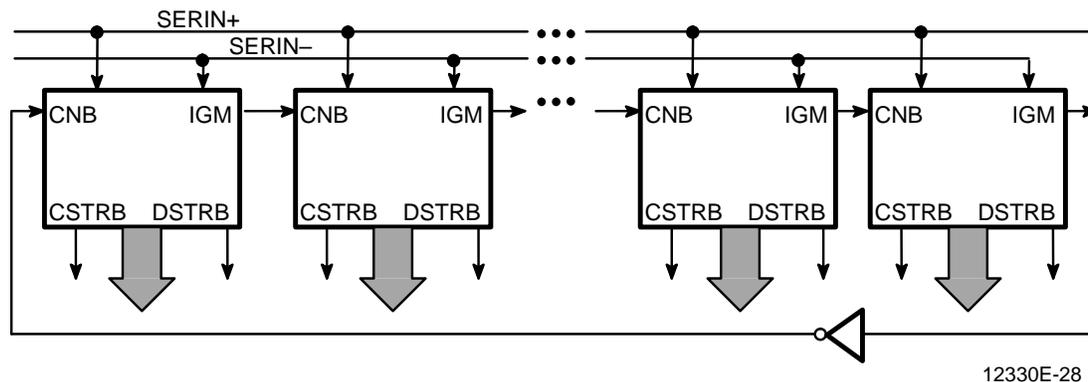 SERIN+
SERIN–
CNB IGM CNB IGM CNB IGM CNB IGM
CSTRB DSTRB CSTRB DSTRB CSTRB DSTRB CSTRB DSTRB
12330E-28